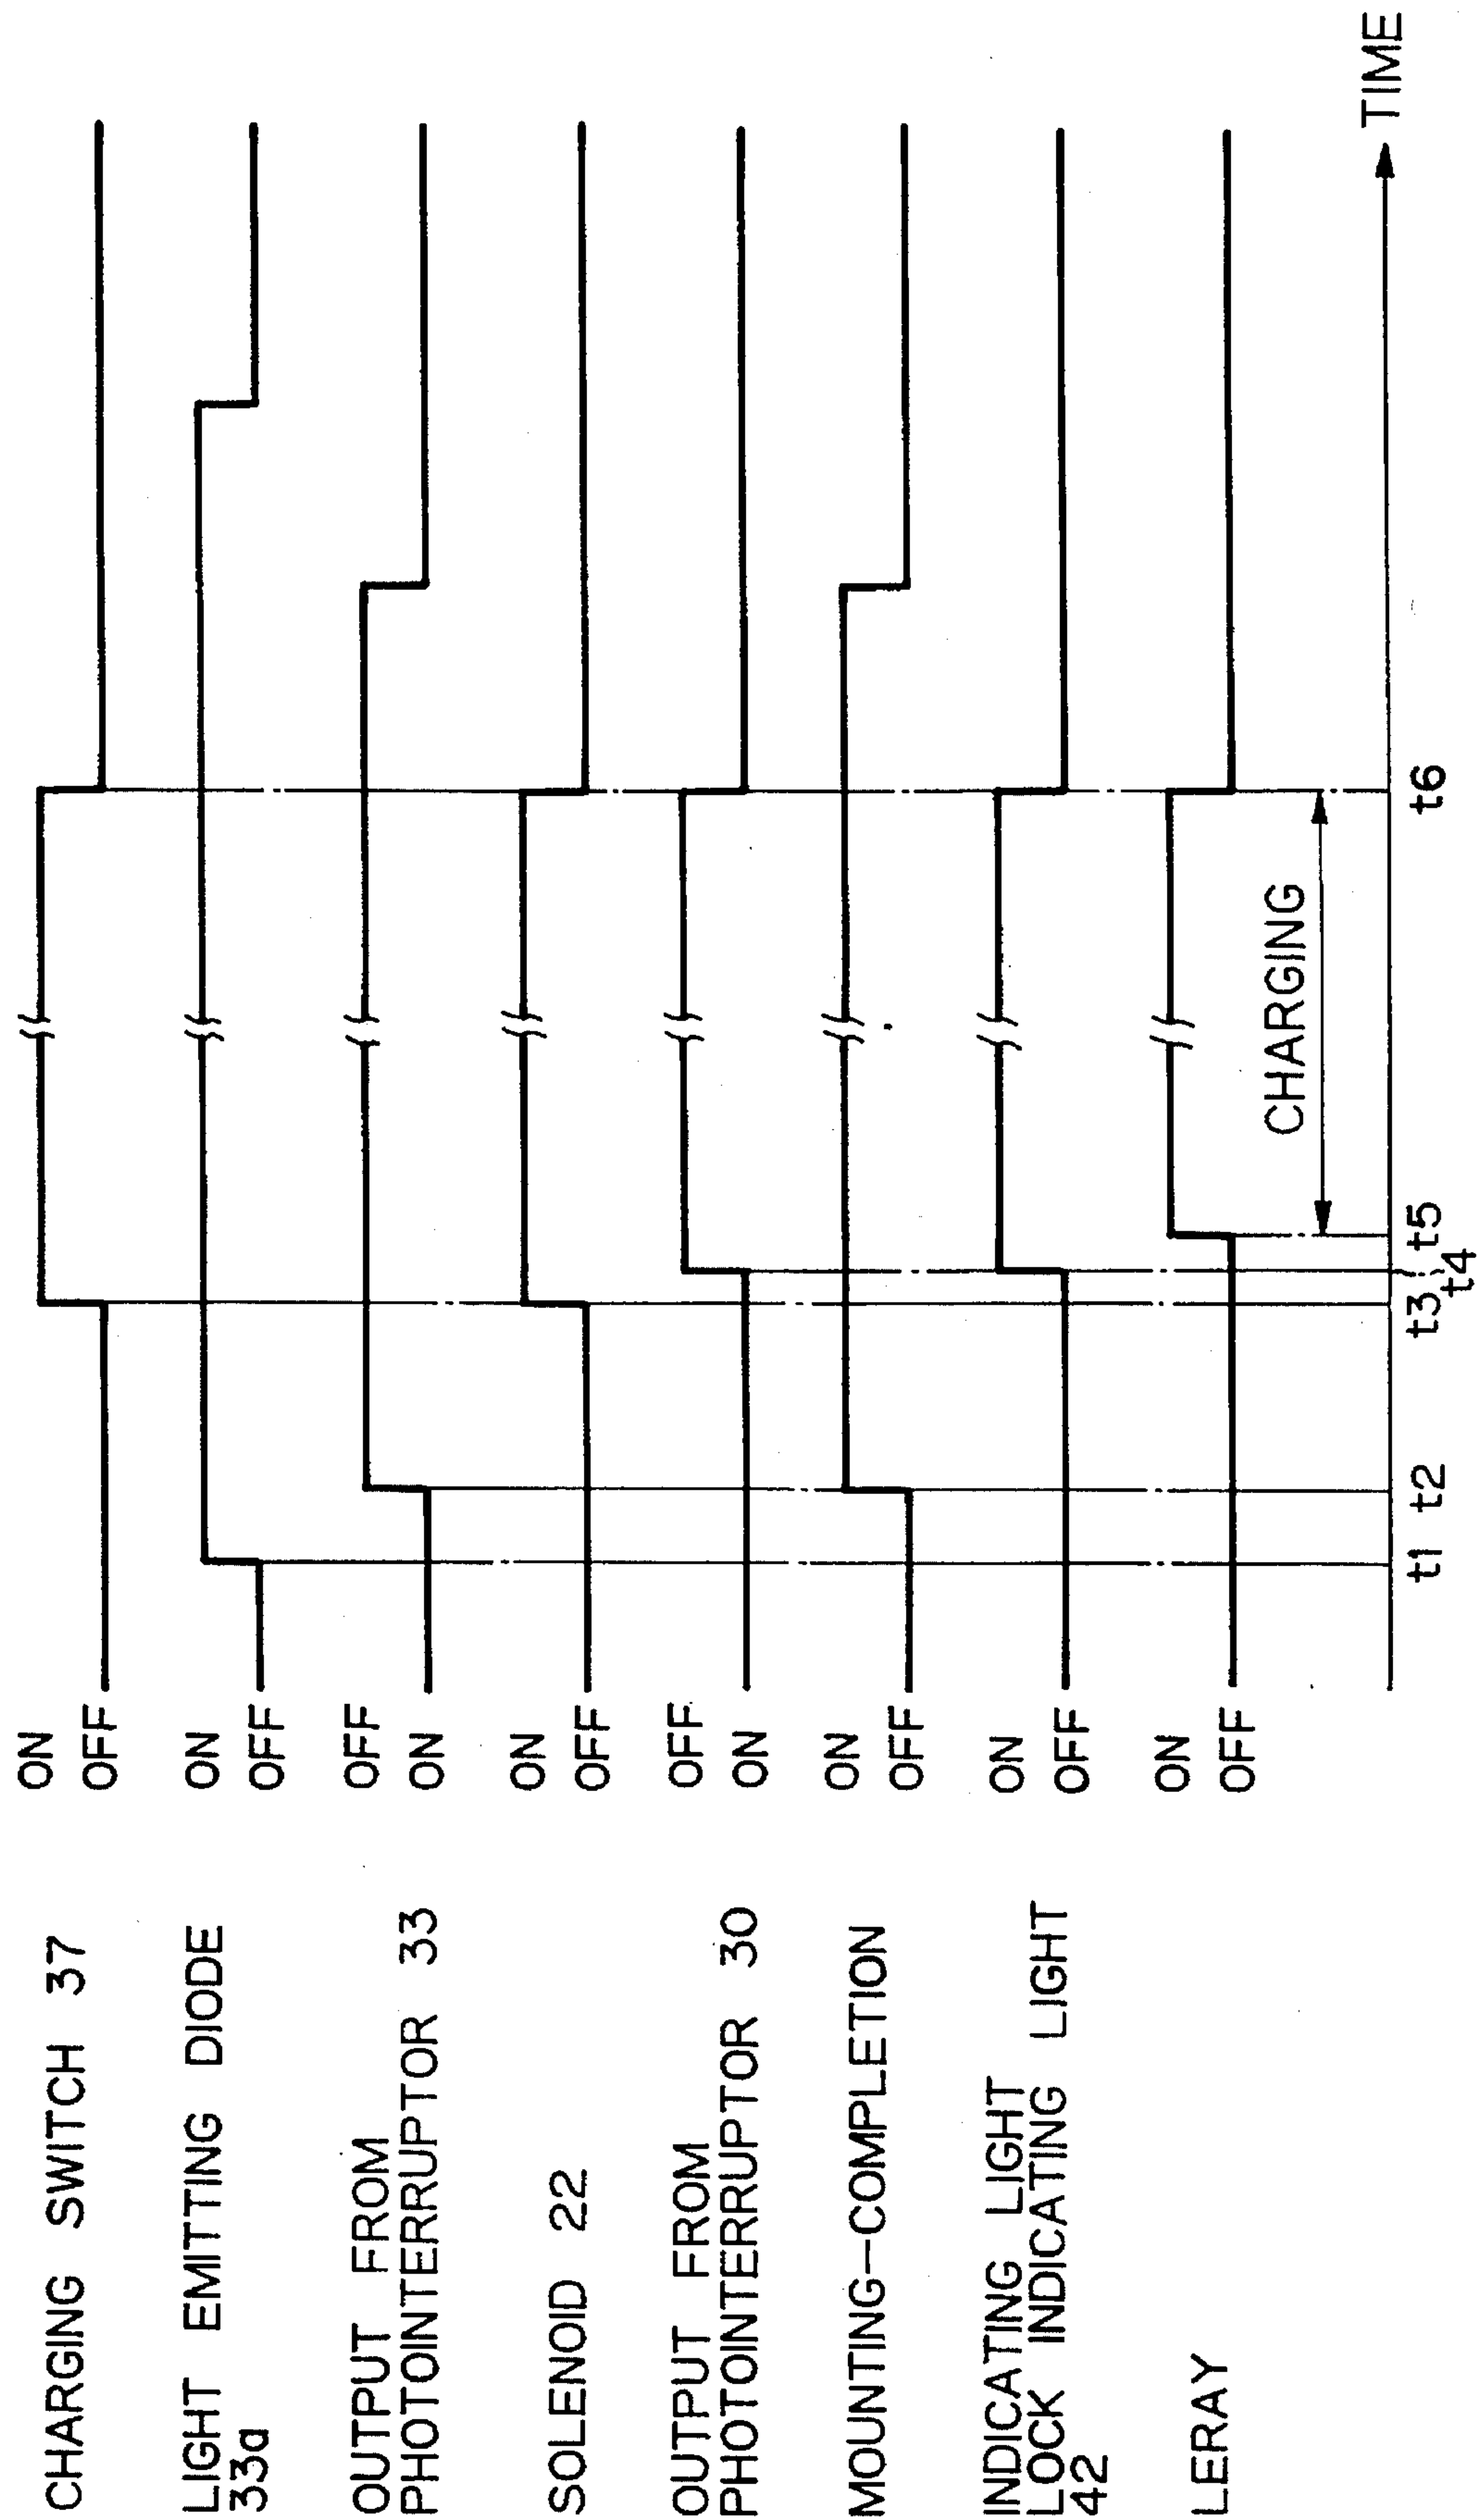 CHARGING SWITCH 37
ON
OFF
LIGHT EMITTING DIODE
33a
ON
OFF
OUTPUT FROM
PHOTOINTERRUPTOR 33
OFF
ON
SOLENOID 22
ON
OFF
OUTPUT FROM
PHOTOINTERRUPTOR 30
OFF
ON
MOUNTING-COMPLETION
ON
OFF
INDICATING LIGHT
LOCK INDICATING LIGHT
42
ON
OFF
LERAY
ON
OFF
CHARGING
t1 t2 t3 t4 t5 t6
TIME